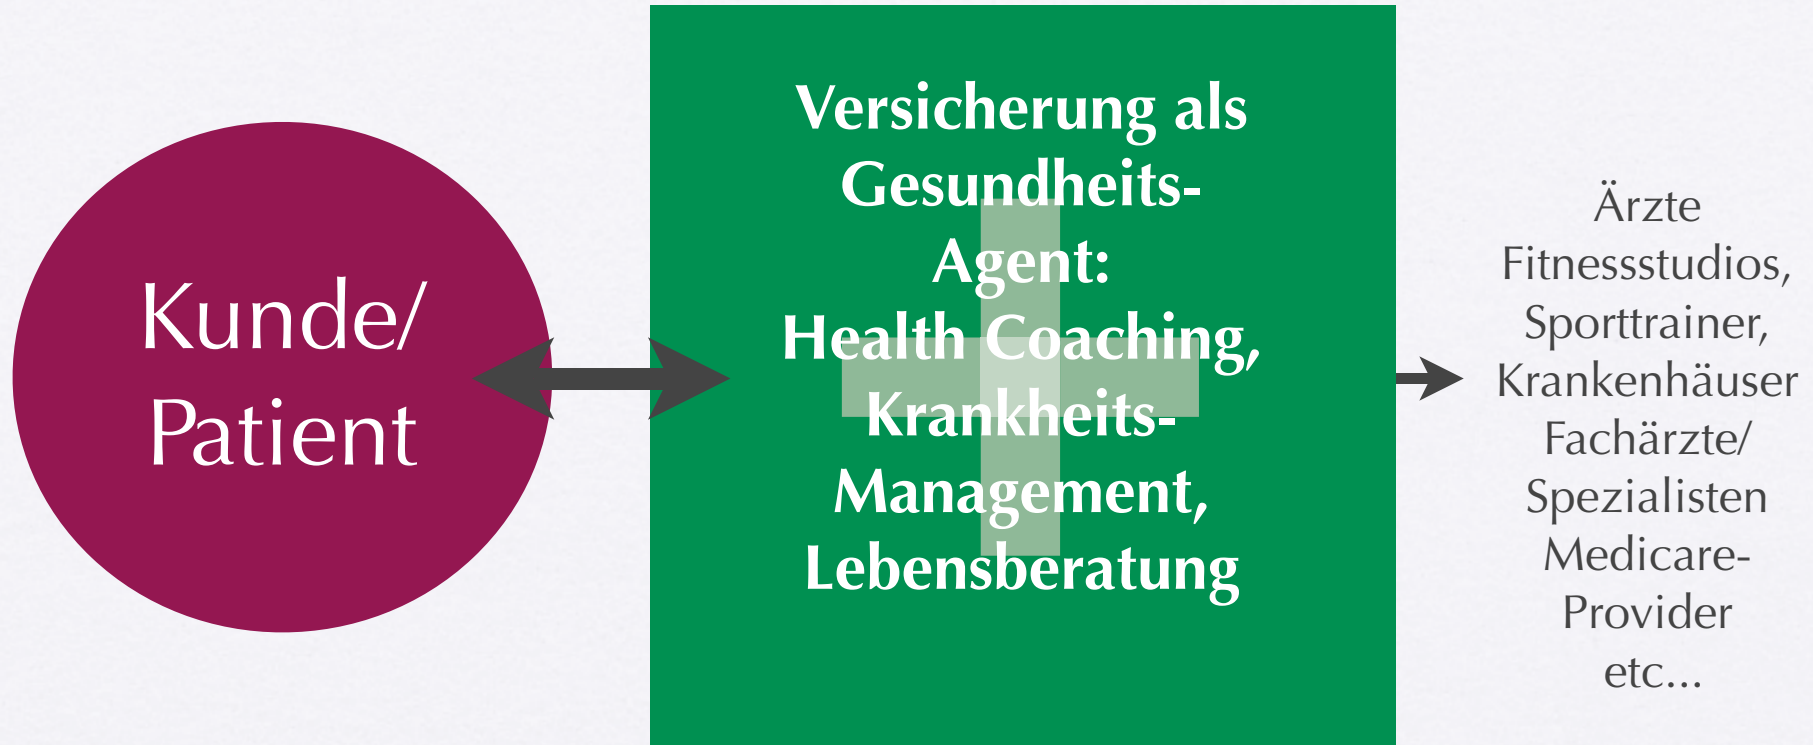 Kunde/
Patient
Versicherung als
Gesundheits-
Agent:
Health Coaching,
Krankheits-
Management,
Lebensberatung
Ärzte
Fitnessstudios,
Sporttrainer,
Krankenhäuser
Fachärzte/
Spezialisten
Medicare-
Provider
etc...